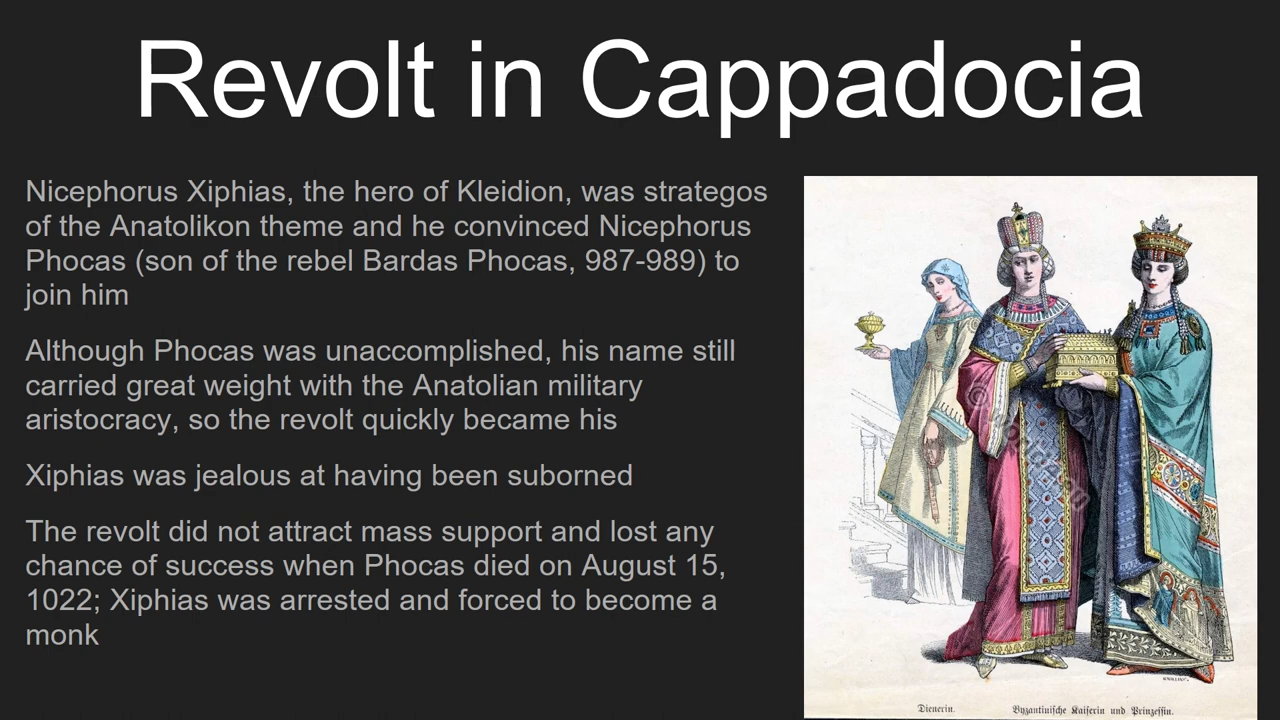 Revolt in Cappadocia
Nicephorus Xiphias, the hero of Kleidion, was strategos
of the Anatolikon theme and he convinced Nicephorus
Phocas (son of the rebel Bardas Phocas, 987-989) to
join him
Although Phocas was unaccomplished, his name still
carried great weight with the Anatolian military
aristocracy, so the revolt quickly became his
Xiphias was jealous at having been suborned
The revolt did not attract mass support and lost any
chance of success when Phocas died on August 15,
1022; Xiphias was arrested and forced to become a
monk
Dienerin.
Byzantinische Kaiserin und Prinzessin.